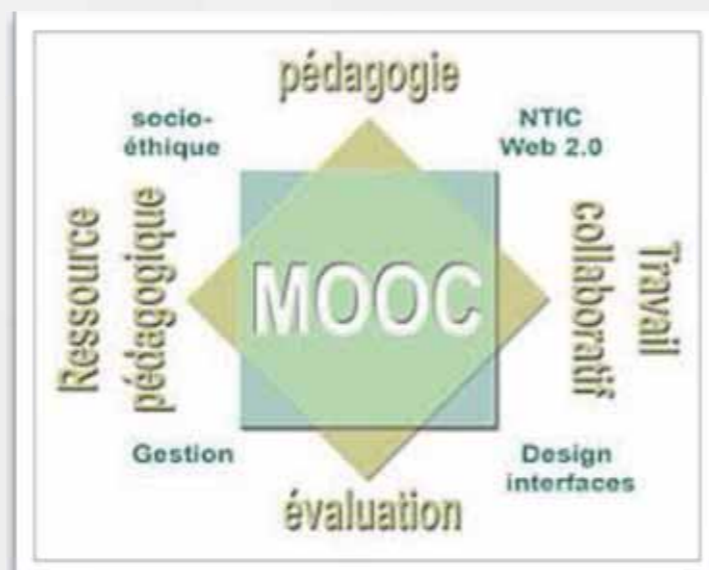 pédagogie
socio-
éthique
NTIC
Web 2.0
Ressource
pédagogique
MOOC
Travail
collaboratif
Gestion
Design
interfaces
évaluation